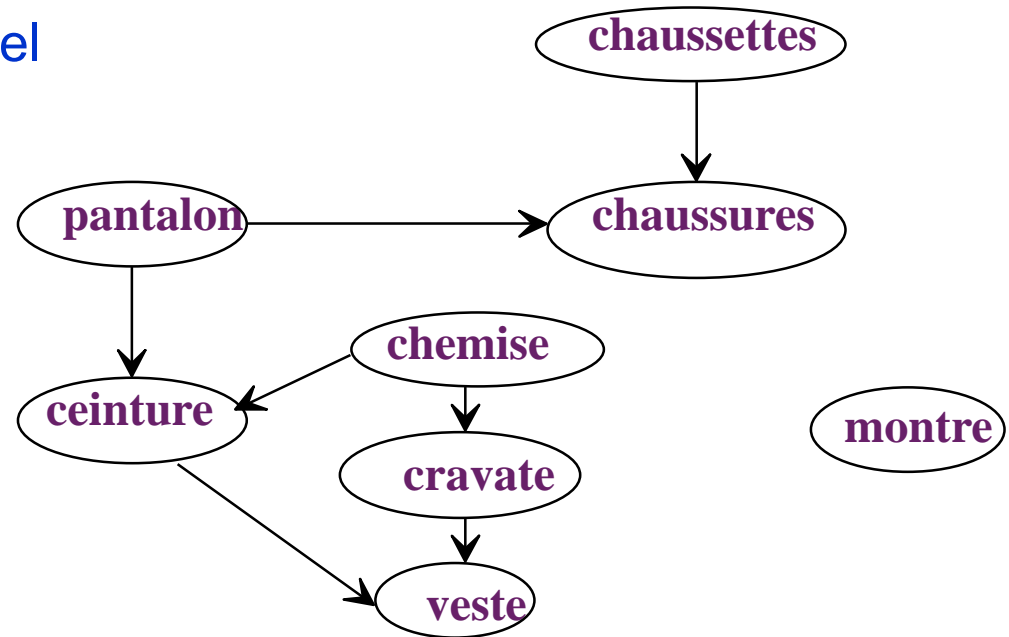 el
chaussettes
pantalon
chaussures
chemise
ceinture
montre
cravate
veste